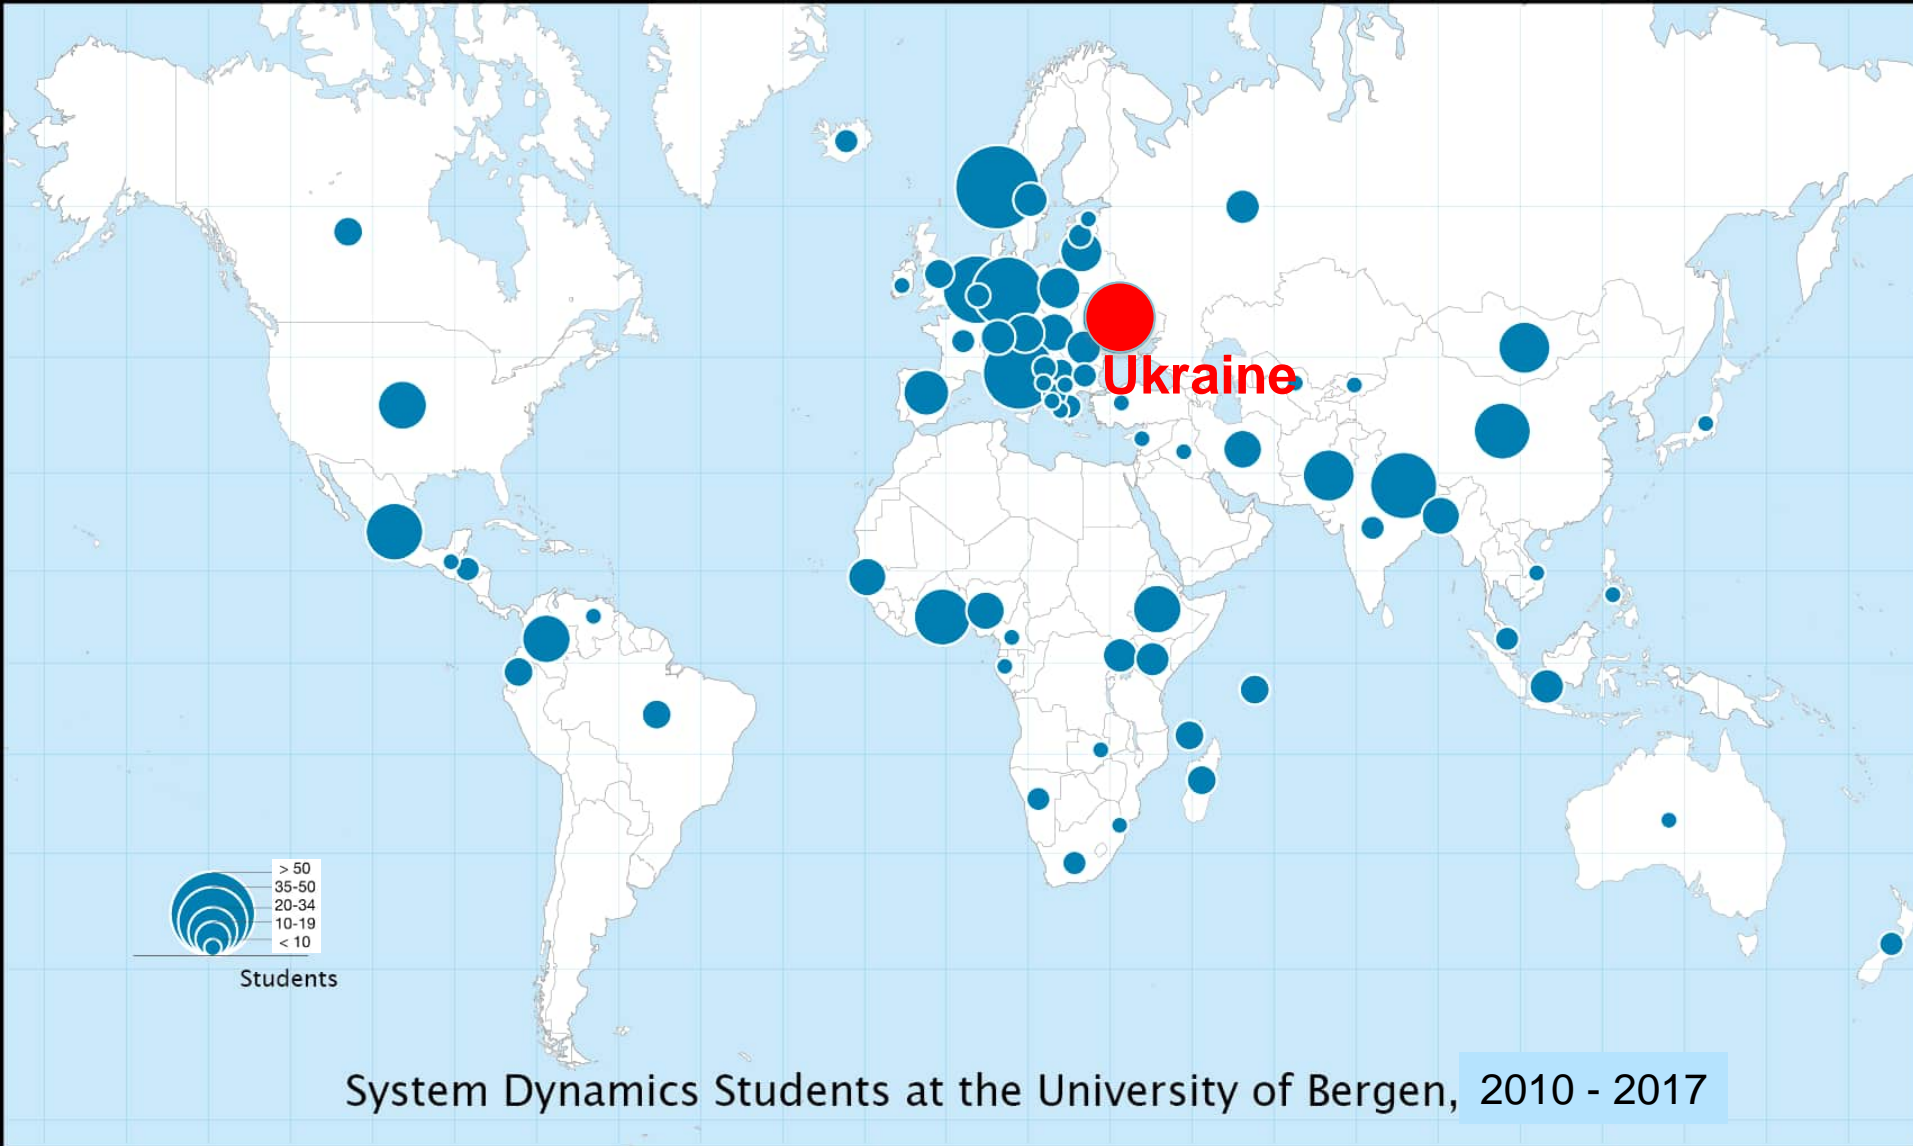 Ukraine
> 50
35-50
20-34
10-19
< 10
Students
System Dynamics Students at the University of Bergen, 2010 - 2017